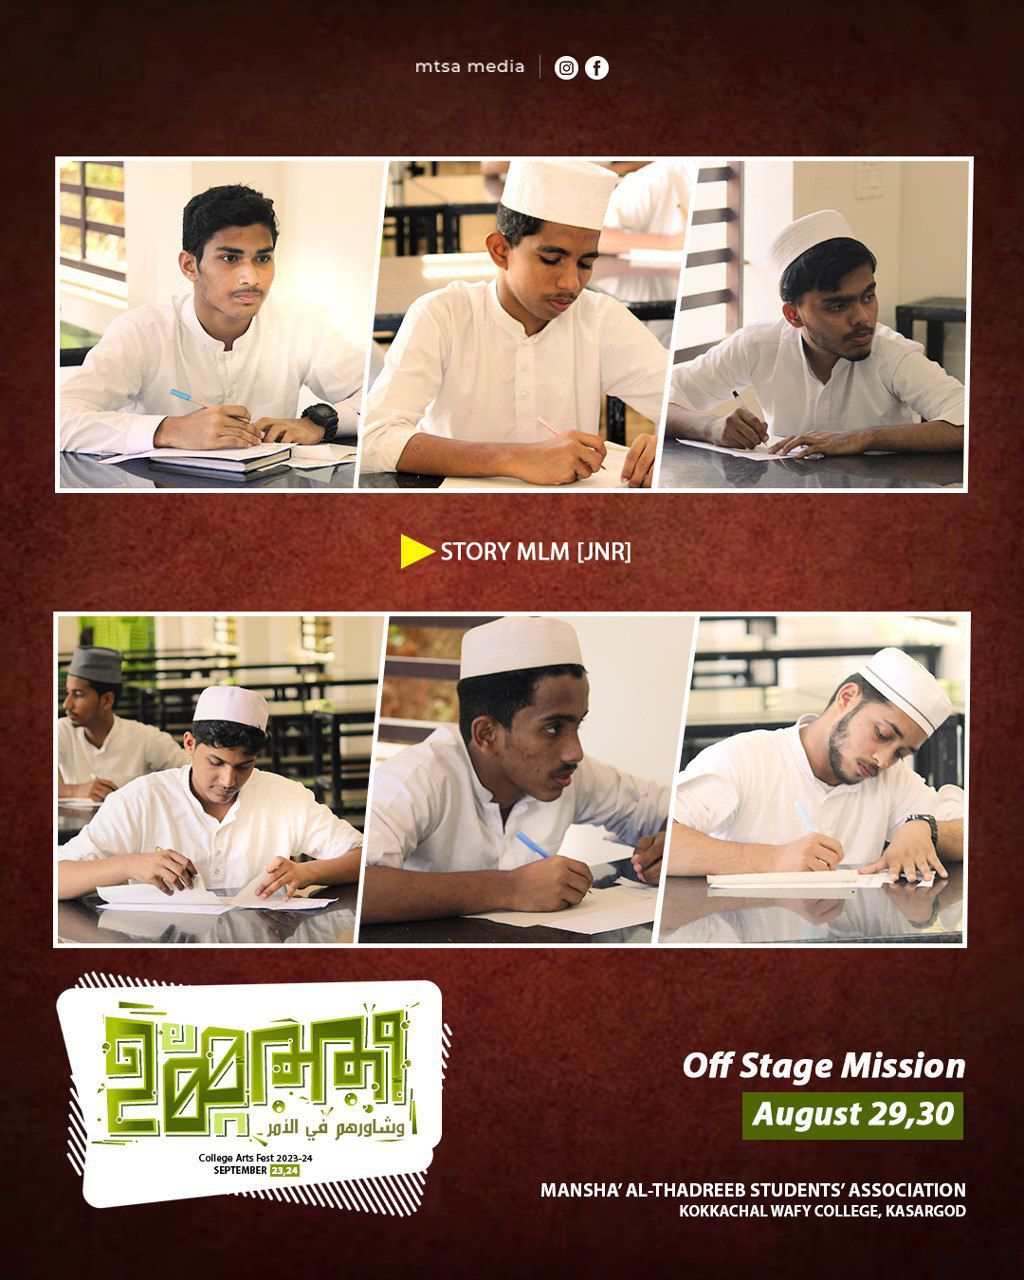 mtsa media
STORY MLM [JNR]
وشاورهم في الأمر
College Arts Fest 2023-24
SEPTEMBER 23,24
Off Stage Mission
August 29,30
MANSHA’ AL-THADREEB STUDENTS’ ASSOCIATION
KOKKACHAL WAFY COLLEGE, KASARGOD